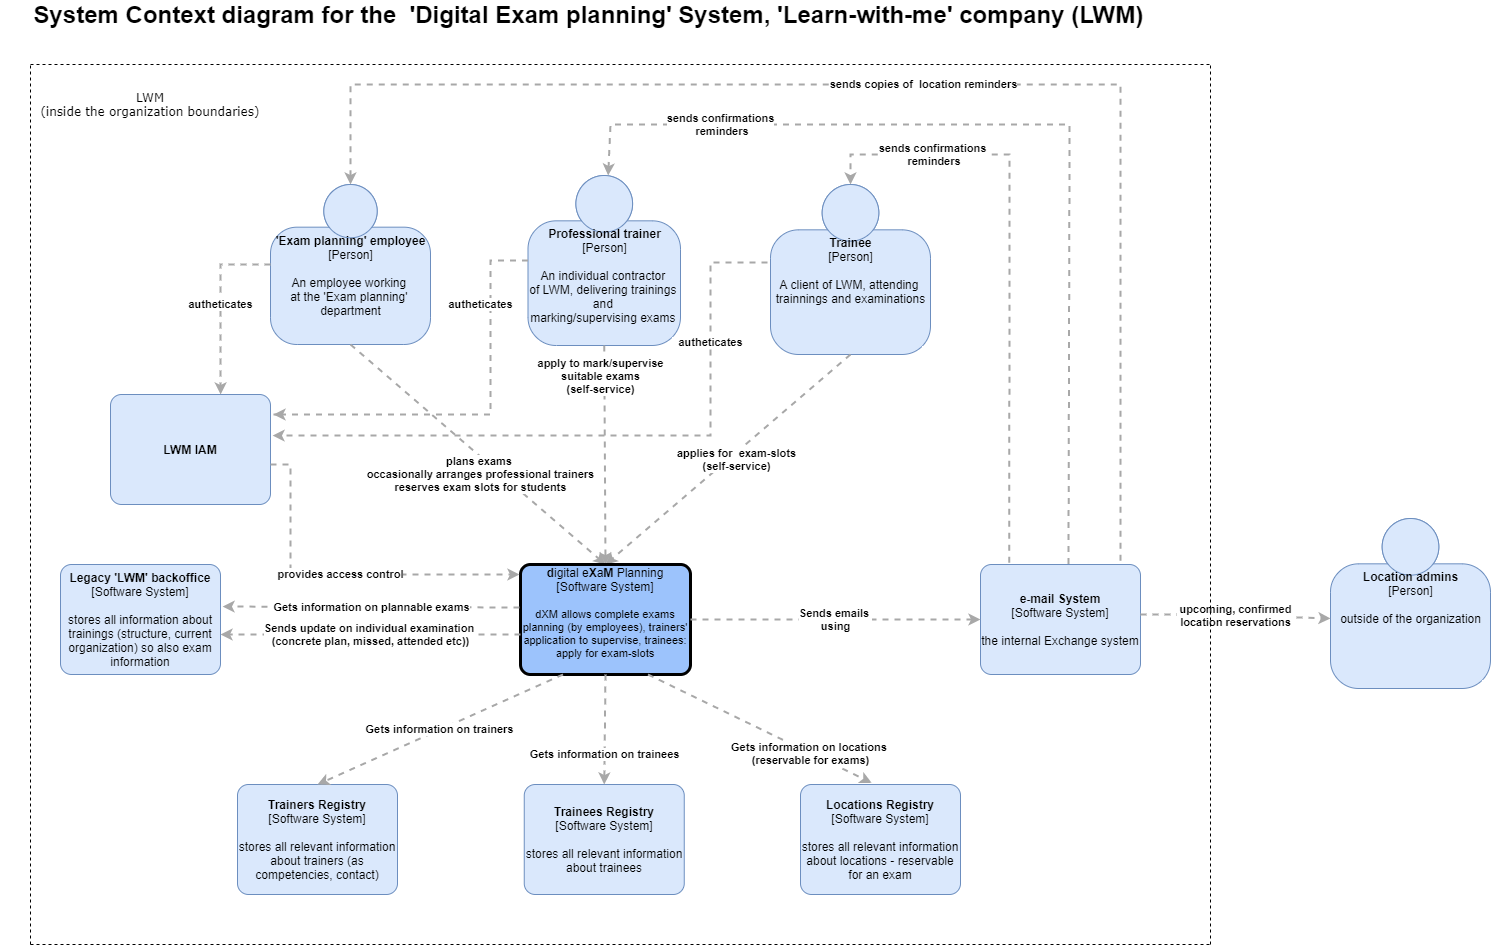 System Context diagram for the 'Digital Exam planning' System, 'Learn-with-me' company (LWM)
LWM
(inside the organization boundaries)
sends copies of location reminders
sends confirmations
reminders
sends confirmations
reminders
'Exam planning' employee
[Person]
An employee working
at the 'Exam planning'
department
Professional trainer
[Person]
An individual contractor
of LWM, delivering trainings
and
marking/supervising exams
Trainee
[Person]
A client of LWM, attending
trainnings and examinations
autheticates
autheticates
autheticates
apply to mark/supervise
suitable exams
(self-service)
LWM IAM
plans exams
occasionally arranges professional trainers
reserves exam slots for students
applies for exam-slots
(self-service)
provides access control
Legacy 'LWM' backoffice
[Software System]
stores all information about
trainings (structure, current
organization) so also exam
information
Gets information on plannable exams
Sends update on individual examination
(concrete plan, missed, attended etc))
digital eXaM Planning
[Software System]
dXM allows complete exams
planning (by employees), trainers'
application to supervise, trainees:
apply for exam-slots
Sends emails
using
e-mail System
[Software System]
the internal Exchange system
upcoming, confirmed
location reservations
Location admins
[Person]
outside of the organization
Gets information on trainers
Gets information on trainees
Gets information on locations
(reservable for exams)
Trainers Registry
[Software System]
stores all relevant information
about trainers (as
competencies, contact)
Trainees Registry
[Software System]
stores all relevant information
about trainees
Locations Registry
[Software System]
stores all relevant information
about locations - reservable
for an exam